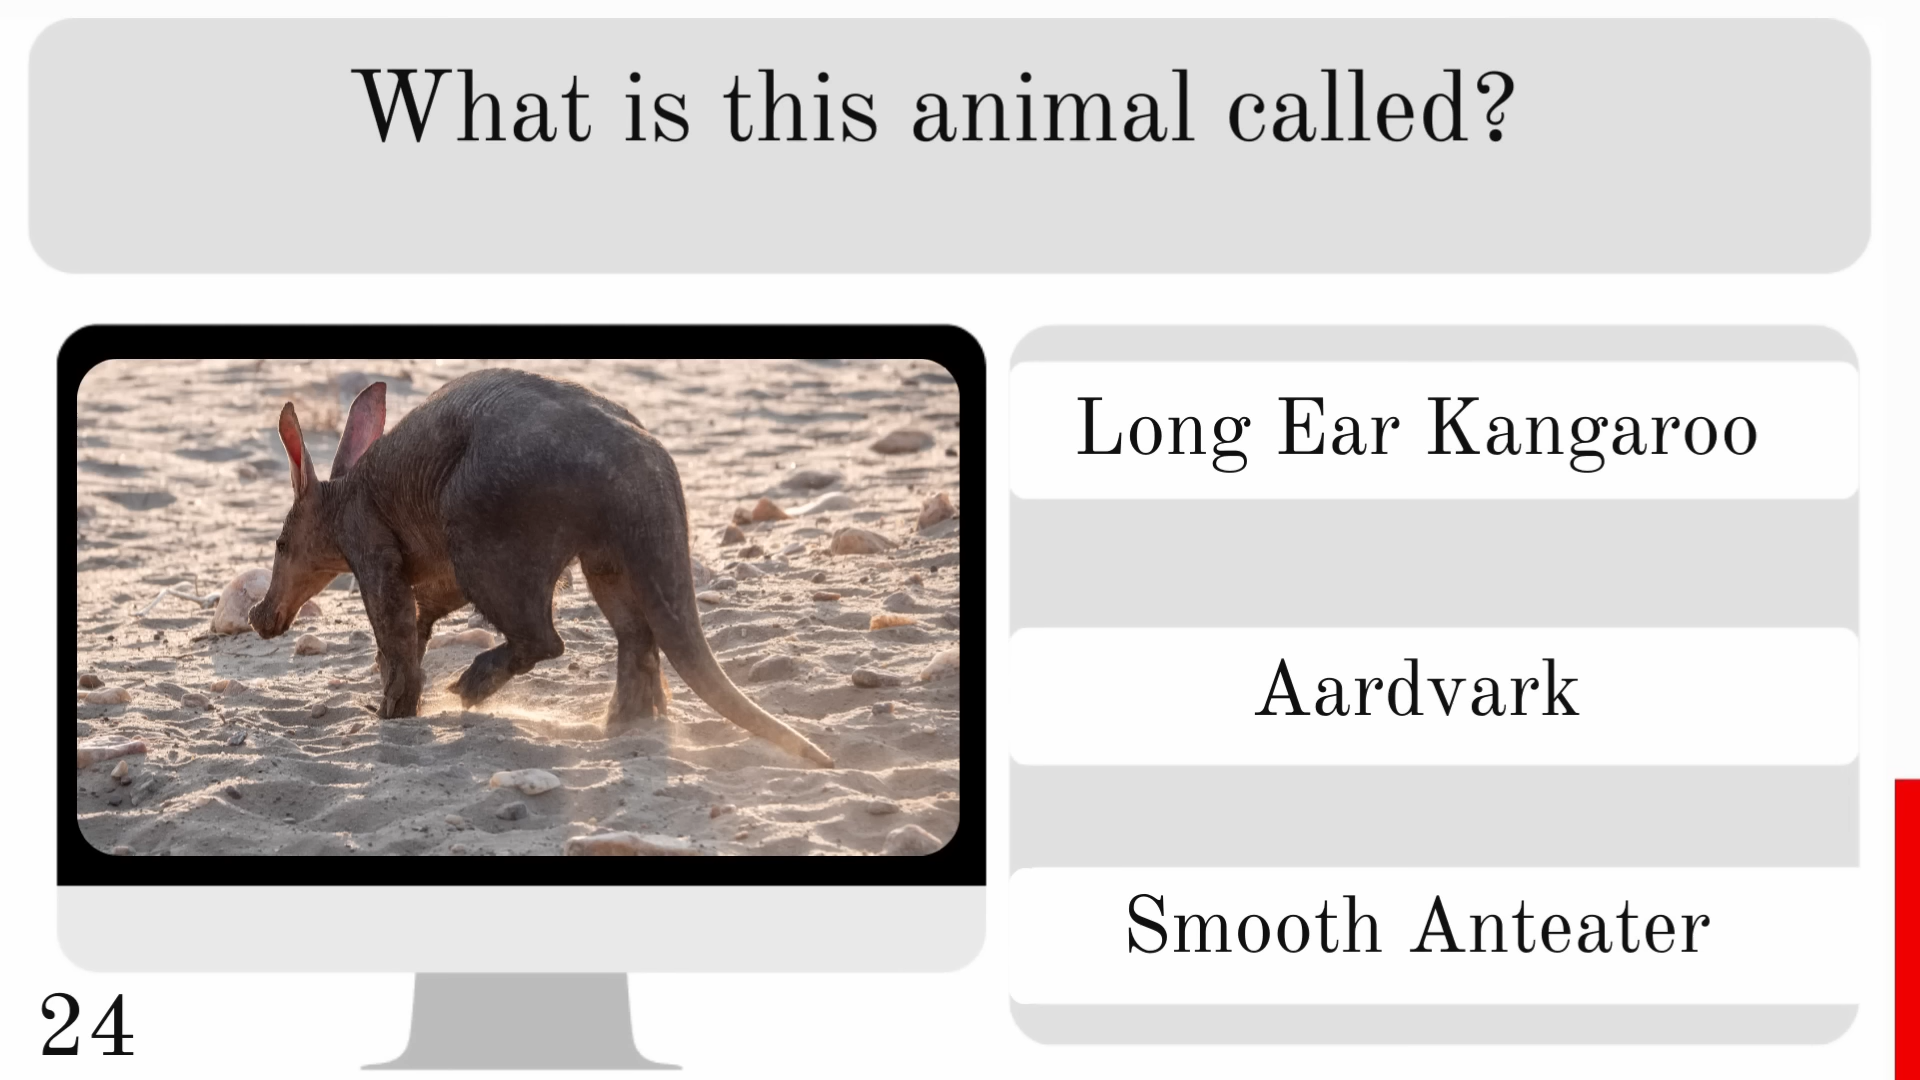 What is this animal called?
Long Ear Kangaroo
Aardvark
Smooth Anteater
24